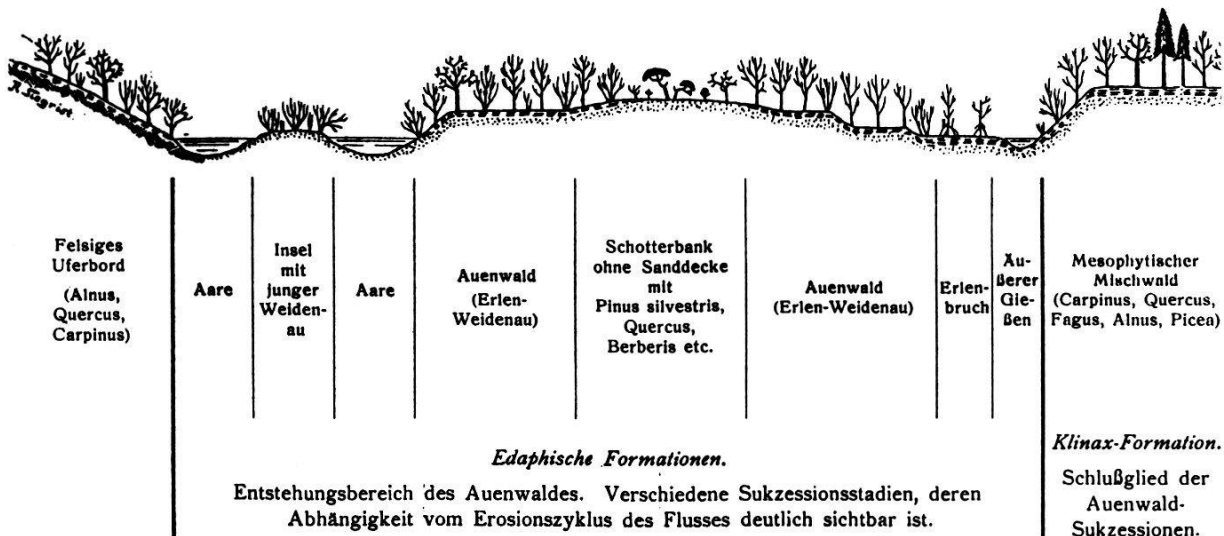 R. Siegrist.
Felsiges
Uferbord
(Alnus,
Quercus,
Carpinus)
Aare
Insel
mit
junger
Weiden-
au
Aare
Auenwald
(Erlen-
Weidenau)
Schotterbank
ohne Sanddecke
mit
Pinus silvestris,
Quercus,
Berberis etc.
Auenwald
(Erlen-Weidenau)
Erlen-
bruch
Äu-
ßerer
Gie-
ßen
Mesophytischer
Mischwald
(Carpinus, Quercus,
Fagus, Alnus, Picea)
Edaphische Formationen.
Entstehungsbereich des Auenwaldes. Verschiedene Sukzessionsstadien, deren
Abhängigkeit vom Erosionszyklus des Flusses deutlich sichtbar ist.
Klinax-Formation.
Schlußglied der
Auenwald-
Sukzessionen.